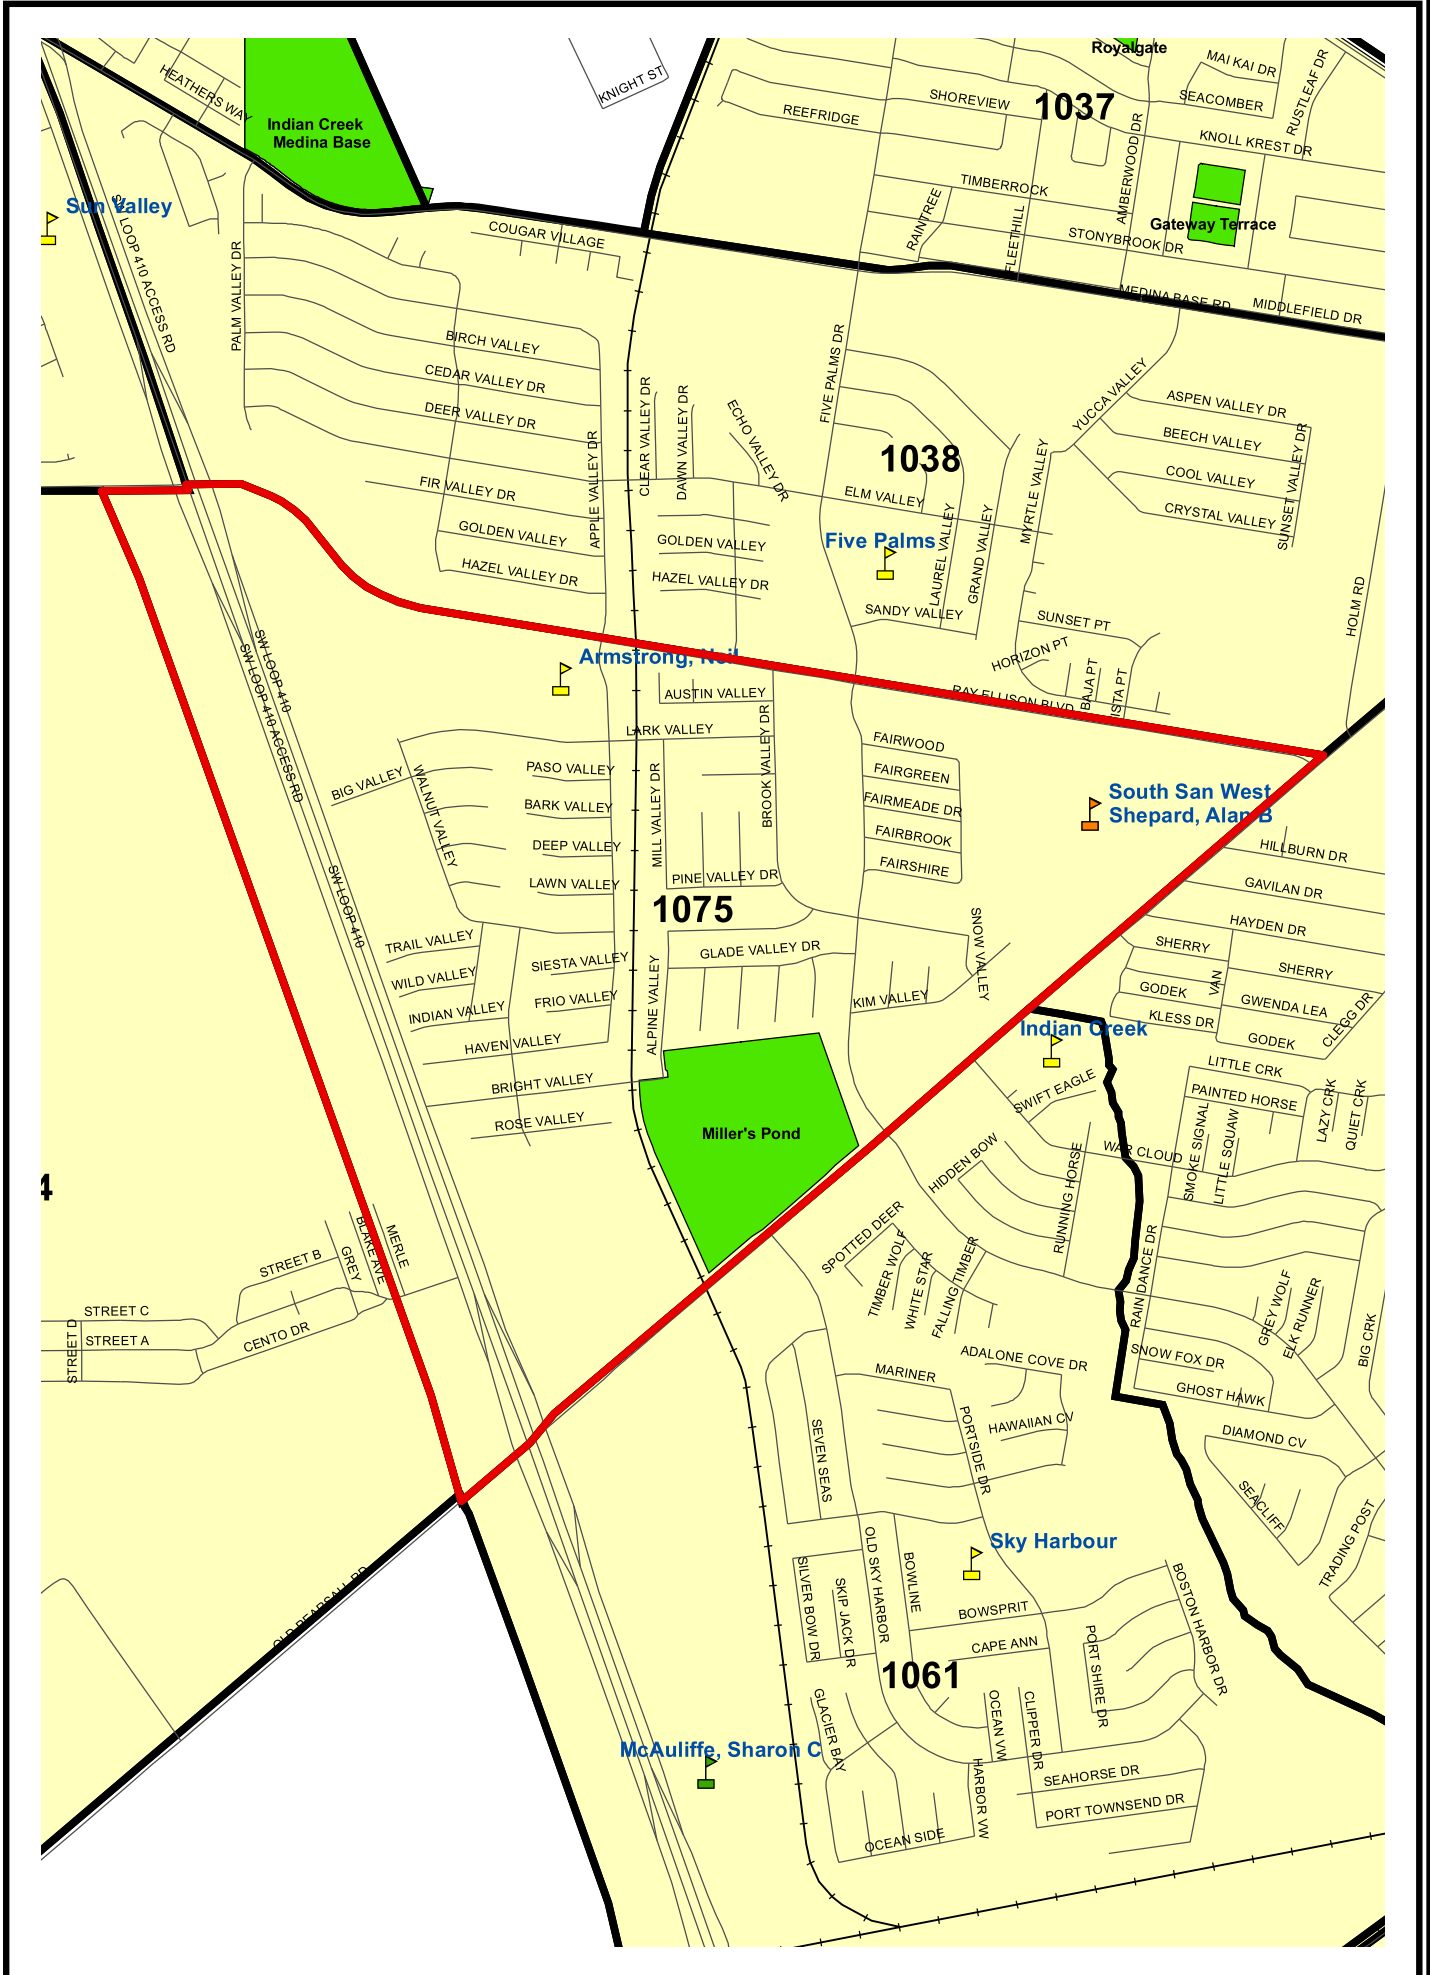 Royalgate
MAI KAI DR
RUSTLEAF DR
HEATHERS WAY
KNIGHT ST
SHOREVIEW
1037
SEACOMBER
REEFRIDGE
Indian Creek
Medina Base
KNOLL KREST DR
AMBERWOOD DR
TIMBERROCK
Sun Valley
RAINTREE
FLEETHILL
Gateway Terrace
STONYBROOK DR
COUGAR VILLAGE
LOOP 410 ACCESS RD
PALM VALLEY DR
MEDINA BASE RD
MIDDLEFIELD DR
BIRCH VALLEY
FIVE PALMS DR
YUCCA VALLEY
CEDAR VALLEY DR
CLEAR VALLEY DR
DAWN VALLEY DR
ECHO VALLEY DR
ASPEN VALLEY DR
DEER VALLEY DR
BEECH VALLEY
SUNSET VALLEY DR
1038
APPLE VALLEY DR
MYRTLE VALLEY
COOL VALLEY
FIR VALLEY DR
ELM VALLEY
CRYSTAL VALLEY
GOLDEN VALLEY
GOLDEN VALLEY
Five Palms
LAUREL VALLEY
GRAND VALLEY
HAZEL VALLEY DR
HAZEL VALLEY DR
HOLM RD
SANDY VALLEY
SUNSET PT
SW LOOP 410
SW LOOP 410 ACCESS RD
Armstrong, Neil
HORIZON PT
BAJA PT
ISTA PT
AUSTIN VALLEY
RAY ELLISON BLVD
LARK VALLEY
BROOK VALLEY DR
FAIRWOOD
BIG VALLEY
WALNUT VALLEY
PASO VALLEY
MILL VALLEY DR
FAIRGREEN
South San West
Shepard, Alan B
BARK VALLEY
FAIRMEADE DR
DEEP VALLEY
FAIRBROOK
HILLBURN DR
LAWN VALLEY
PINE VALLEY DR
FAIRSHIRE
GAVILAN DR
SW LOOP 410
1075
SNOW VALLEY
HAYDEN DR
TRAIL VALLEY
GLADE VALLEY DR
SHERRY
SIESTA VALLEY
SHERRY
WILD VALLEY
VAN
GODEK
ALPINE VALLEY
FRIO VALLEY
KIM VALLEY
GWENDA LEA
CLEGG DR
INDIAN VALLEY
KLESS DR
Indian Creek
HAVEN VALLEY
GODEK
LITTLE CRK
BRIGHT VALLEY
SWIFT EAGLE
PAINTED HORSE
LAZY CRK
QUIET CRK
ROSE VALLEY
Miller's Pond
SMOKE SIGNAL
LITTLE SQUAW
WAR CLOUD
HIDDEN BOW
RUNNING HORSE
4
SPOTTED DEER
MERLE
BLAKE AVE
GREY
STREET B
TIMBER WOLF
WHITE STAR
FALLING TIMBER
RAIN DANCE DR
GREY WOLF
ELK RUNNER
STREET C
STREET D
STREET A
CENTO DR
BIG CRK
ADALONE COVE DR
SNOW FOX DR
MARINER
GHOST HAWK
SEVEN SEAS
PORTSIDE DR
HAWAIIAN CV
DIAMOND CV
SEACLIFF
TRADING POST
Sky Harbour
OLD SKY HARBOR
BOWLINE
SILVER BOW DR
SKIP JACK DR
BOSTON HARBOR DR
OLD PEARSALL RD
BOWSPRIT
CAPE ANN
PORT SHIRE DR
1061
GLACIER BAY
OCEAN VW
CLIPPER DR
McAuliffe, Sharon C
HARBOR VW
SEAHORSE DR
PORT TOWNSEND DR
OCEAN SIDE